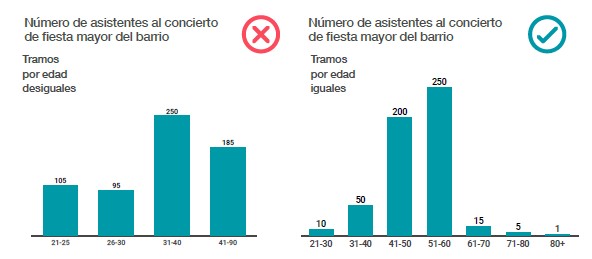 Número de asistentes al concierto
de fiesta mayor del barrio
Tramos
por edad
desiguales
250
185
105
95
21-25 26-30 31-40 41-90
Número de asistentes al concierto
de fiesta mayor del barrio
Tramos
por edad
iguales
250
200
50
10
15
5
1
21-30 31-40 41-50 51-60 61-70 71-80 80+